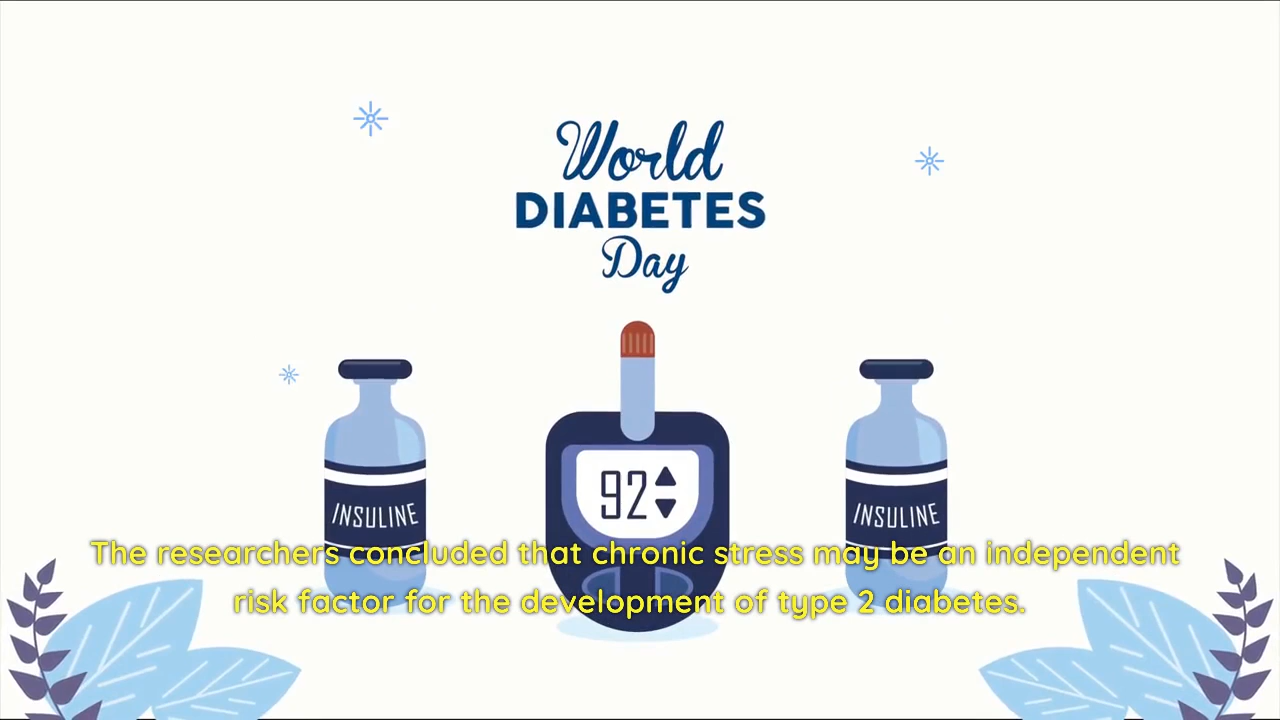 World
DIABETES
Day
92
INSULINE
INSULINE
The researchers concluded that chronic stress may be an independent
risk factor for the development of type 2 diabetes.